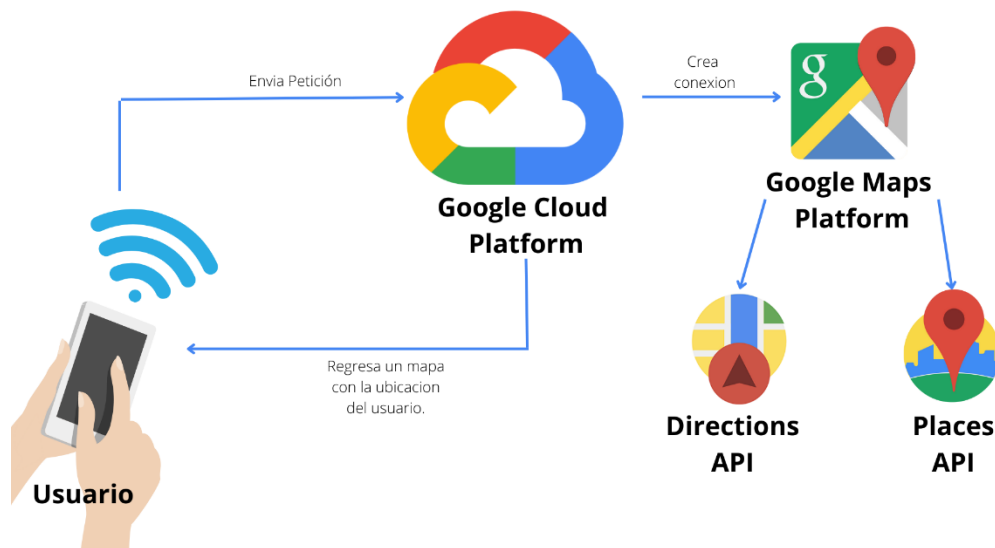 Envia Petición
Crea
conexion
g
Google Cloud
Platform
Google Maps
Platform
Regresa un mapa
con la ubicacion
del usuario.
Usuario
Directions
API
Places
API